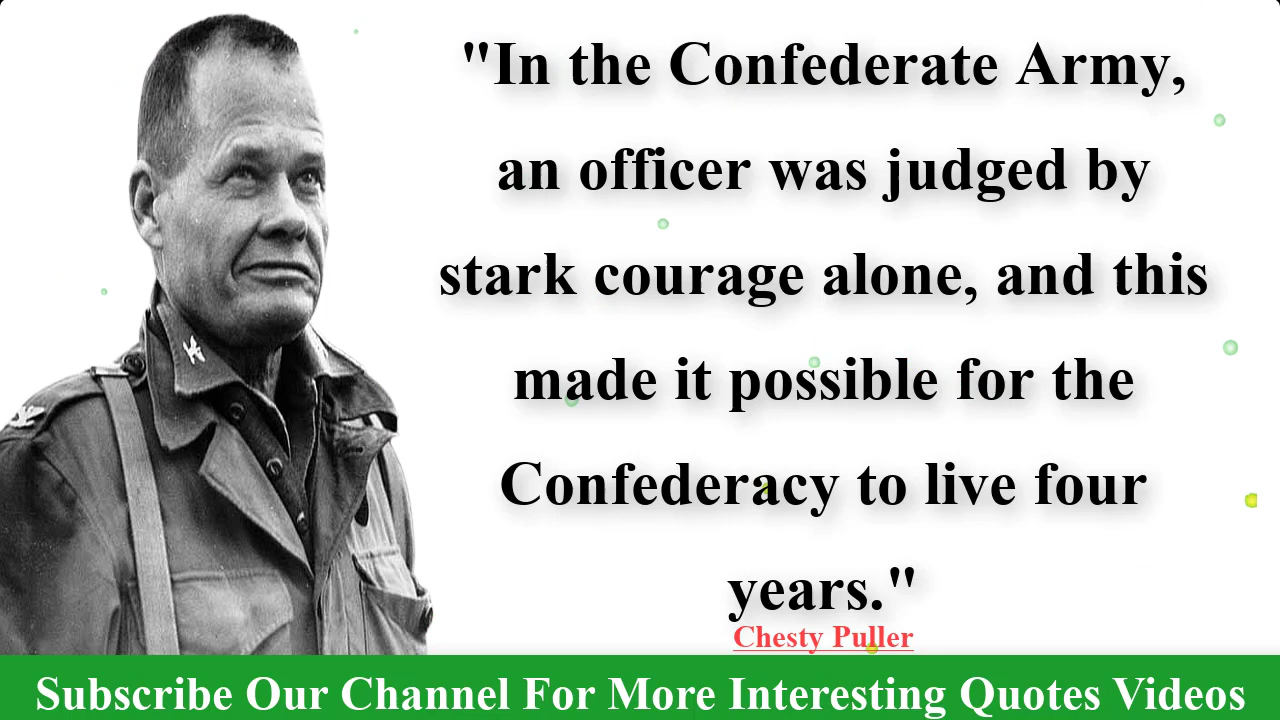 "In the Confederate Army,
an officer was judged by
stark courage alone, and this
made it possible for the
Confederacy to live four
years."
Chesty Puller
Subscribe Our Channel For More Interesting Quotes Videos